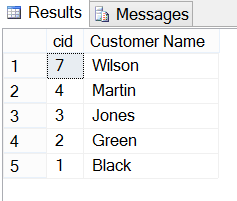 Results Messages
cid Customer Name
1 7 Wilson
2 4 Martin
3 3 Jones
4 2 Green
5 1 Black